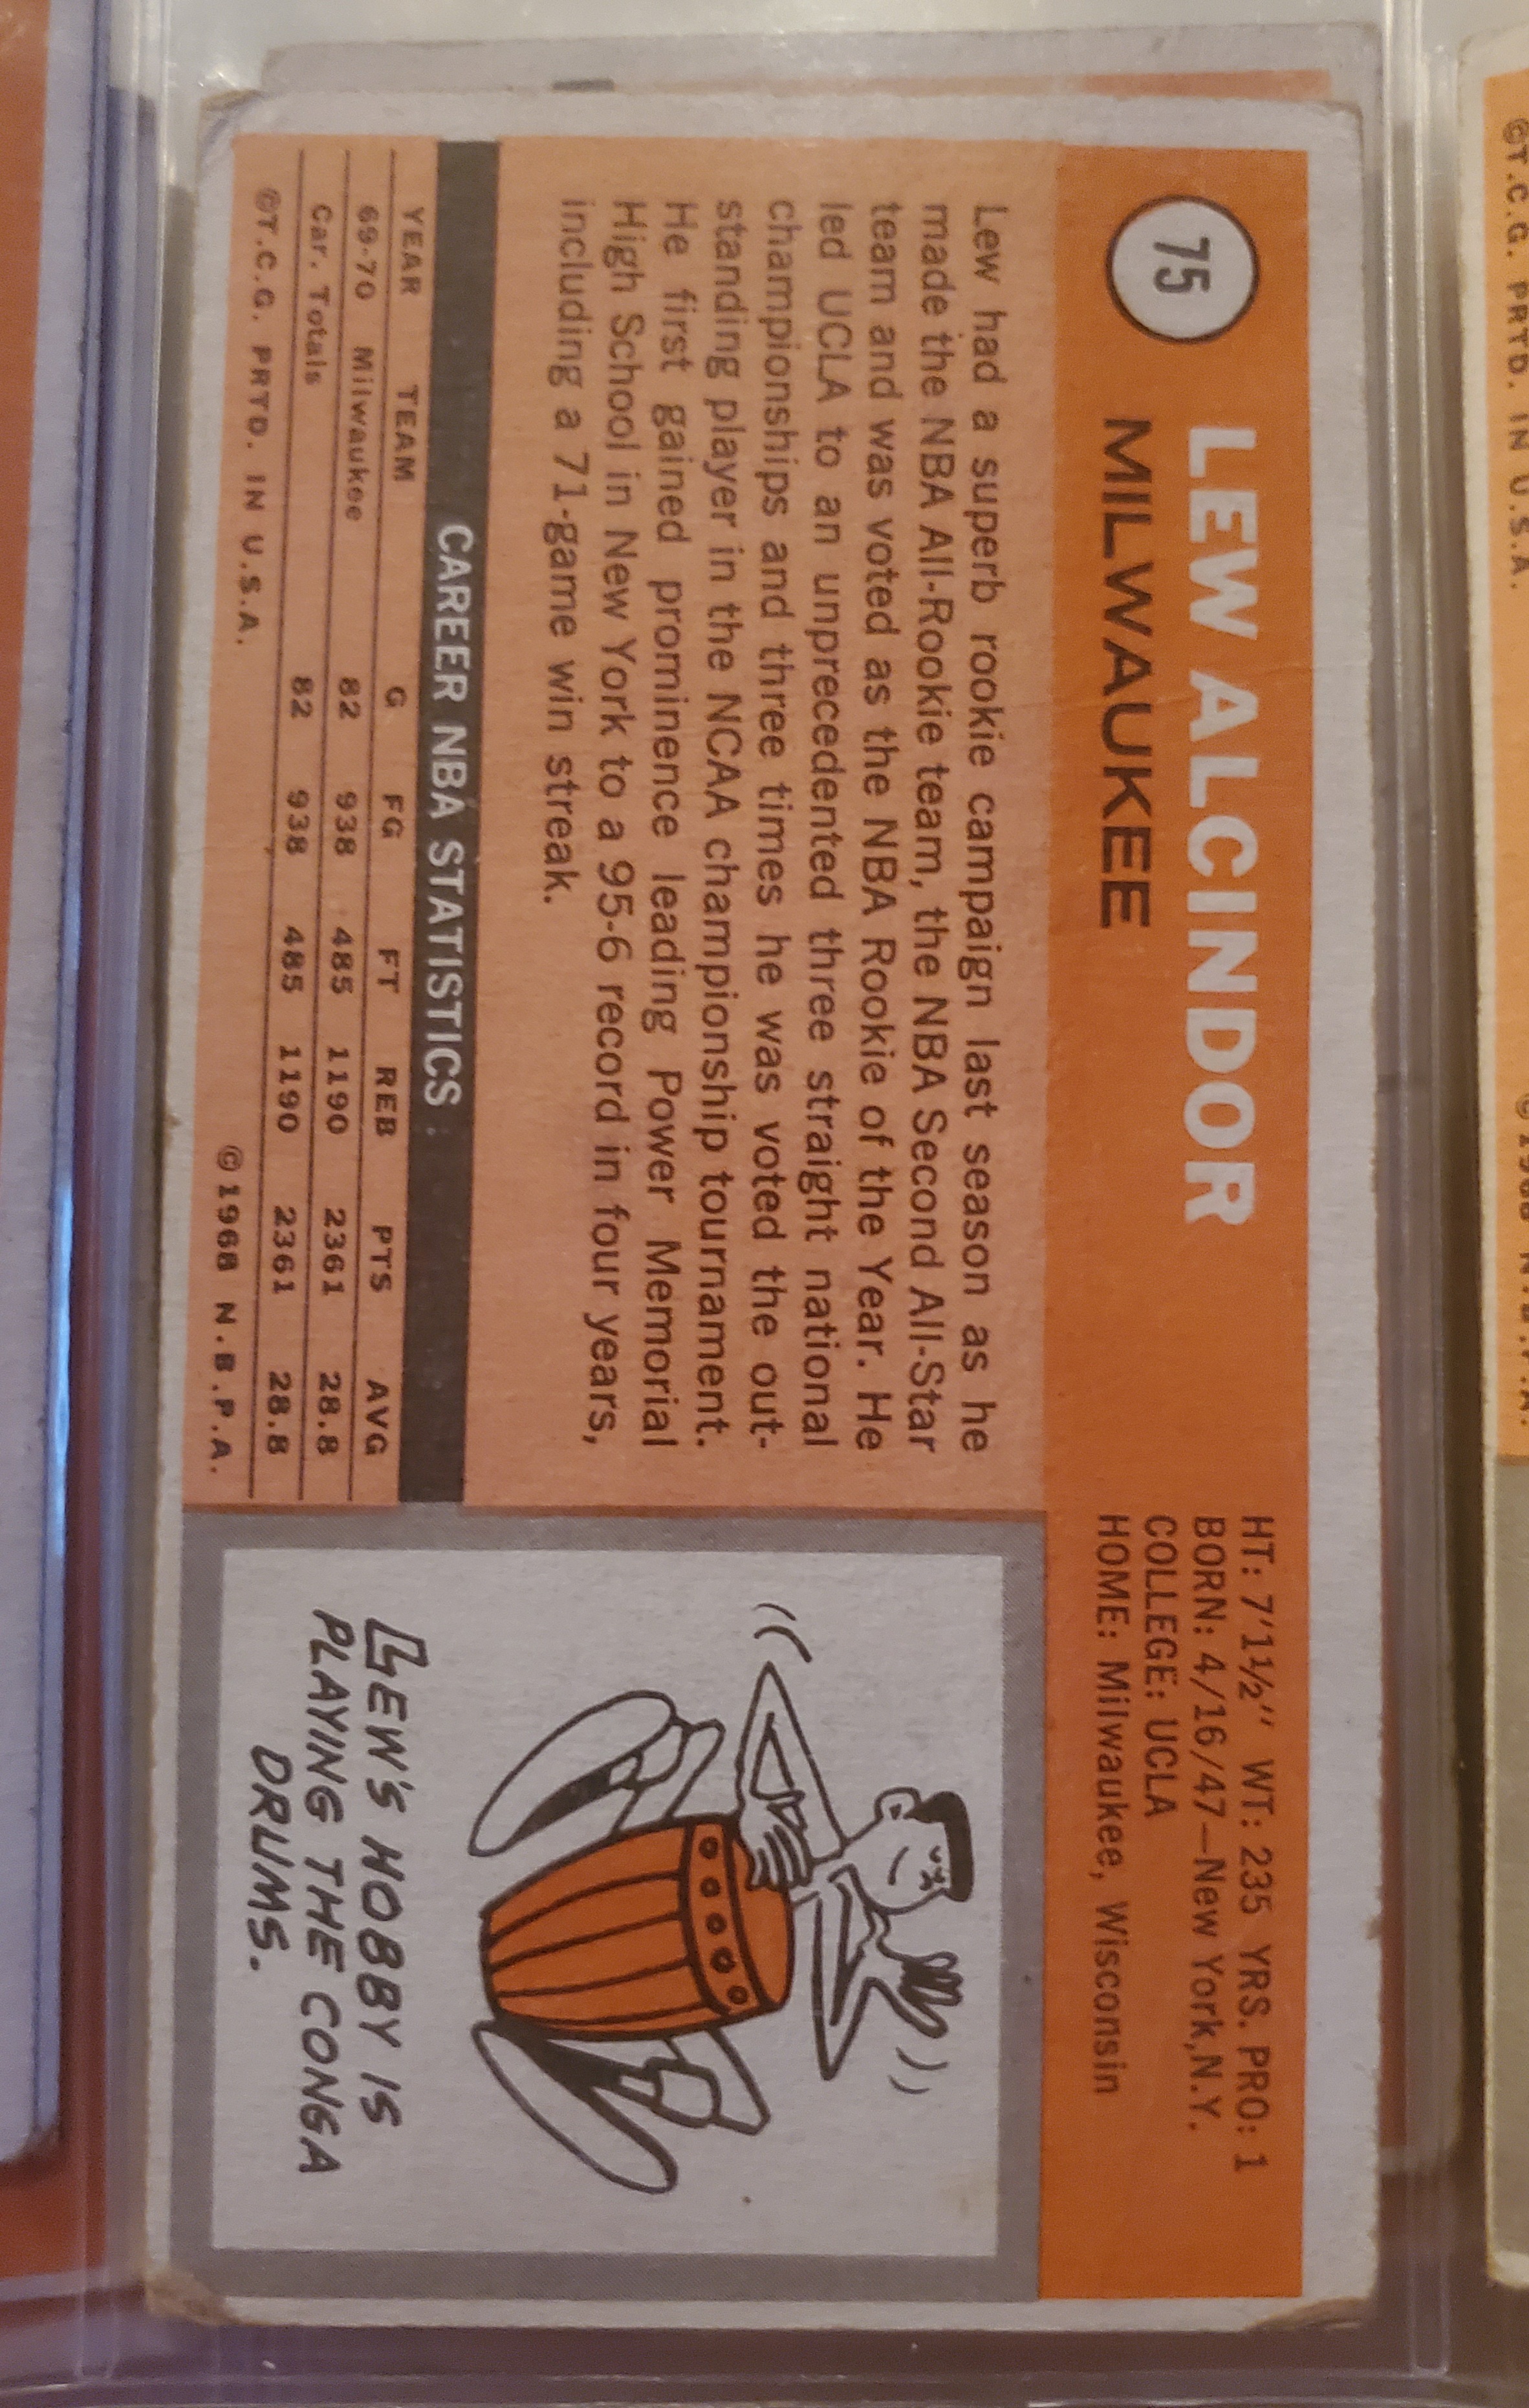 75
LEW ALCINDOR
MILWAUKEE
HT: 7'1½" WT: 235 YRS. PRO: 1
BORN: 4/16/47—New York, N.Y.
COLLEGE: UCLA
HOME: Milwaukee, Wisconsin
Lew had a superb rookie campaign last season as he
made the NBA All-Rookie team, the NBA Second All-Star
team and was voted as the NBA Rookie of the Year. He
led UCLA to an unprecedented three straight national
championships and three times he was voted the out-
standing player in the NCAA championship tournament.
He first gained prominence leading Power Memorial
High School in New York to a 95-6 record in four years,
including a 71-game win streak.
CAREER NBA STATISTICS
YEAR TEAM G FG FT REB PTS AVG
69-70 Milwaukee 82 938 485 1190 2361 28.8
Car. Totals 82 938 485 1190 2361 28.8
©T.C.G. PRTD. IN U.S.A. ©1968 N.B.P.A.
LEW'S HOBBY IS
PLAYING THE CONGA
DRUMS.
©T.C.G. PRTD. IN U.S.A.